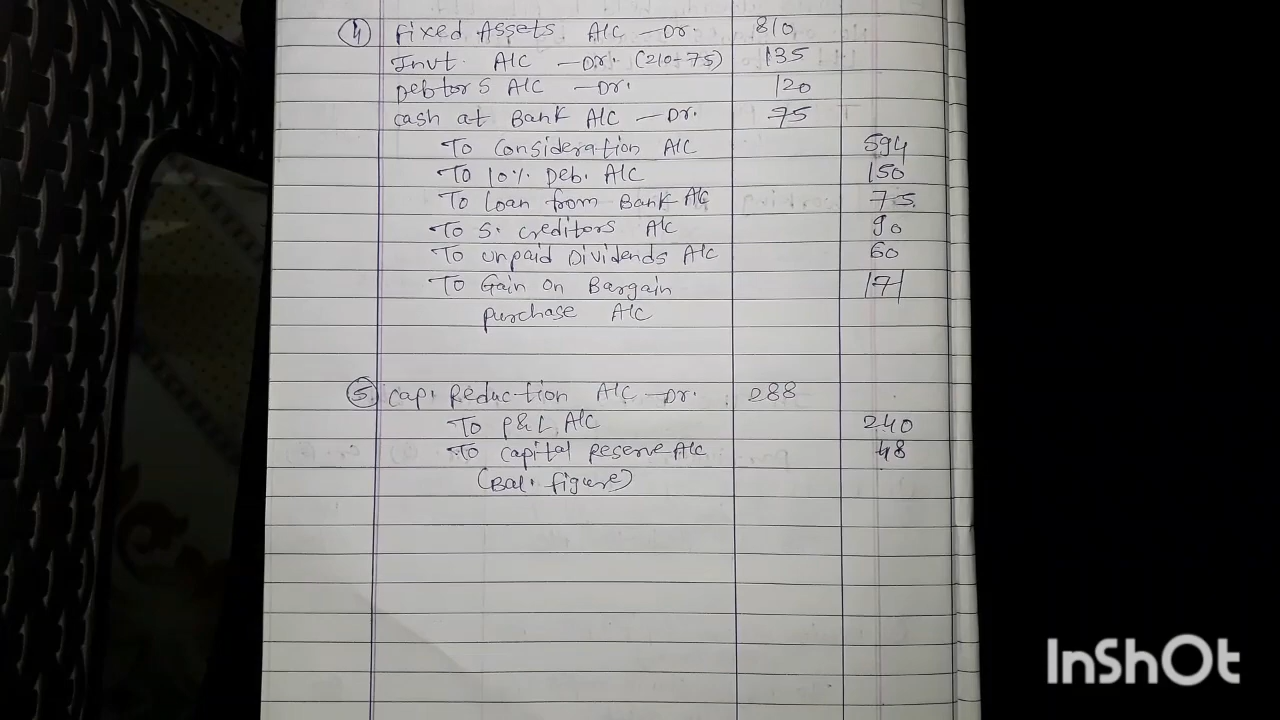 ④ Fixed Assets A/C — Dr. 810
Invt. A/C — Dr. (210-75) 135
Debtors A/C — Dr. 120
Cash at Bank A/C — Dr. 75
To Consideration A/C 594
To 10% Deb. A/C 150
To Loan from Bank A/C 75
To S. creditors A/C 90
To unpaid Dividends A/C 60
To Gain on Bargain 171
purchase A/C
⑤ Cap. Reduction A/C — Dr. 288
To P&L A/C 240
To Capital Reserve A/C 48
(Bal. figure)
InShOt